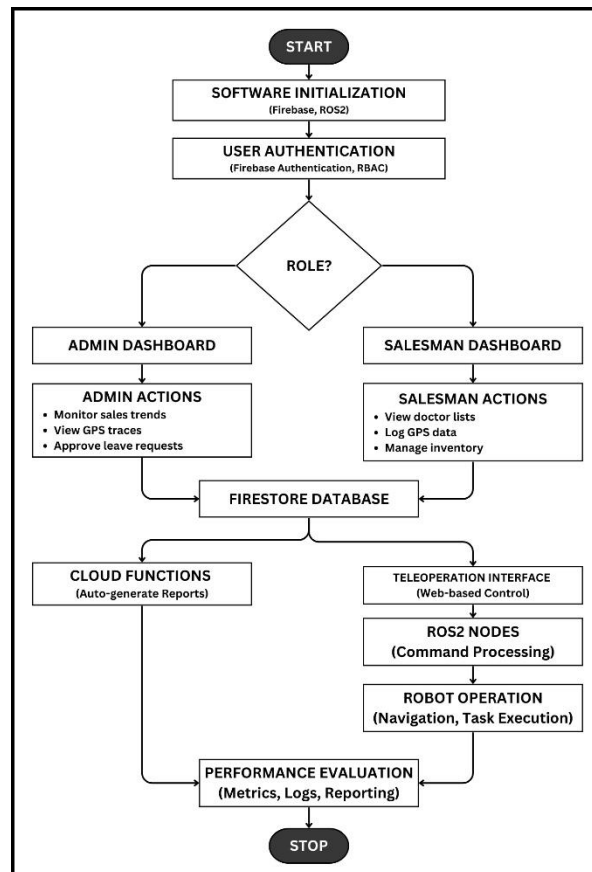 START
SOFTWARE INITIALIZATION
(Firebase, ROS2)
USER AUTHENTICATION
(Firebase Authentication, RBAC)
ROLE?
ADMIN DASHBOARD
SALESMAN DASHBOARD
ADMIN ACTIONS
• Monitor sales trends
• View GPS traces
• Approve leave requests
SALESMAN ACTIONS
• View doctor lists
• Log GPS data
• Manage inventory
FIRESTORE DATABASE
CLOUD FUNCTIONS
(Auto-generate Reports)
TELEOPERATION INTERFACE
(Web-based Control)
ROS2 NODES
(Command Processing)
ROBOT OPERATION
(Navigation, Task Execution)
PERFORMANCE EVALUATION
(Metrics, Logs, Reporting)
STOP